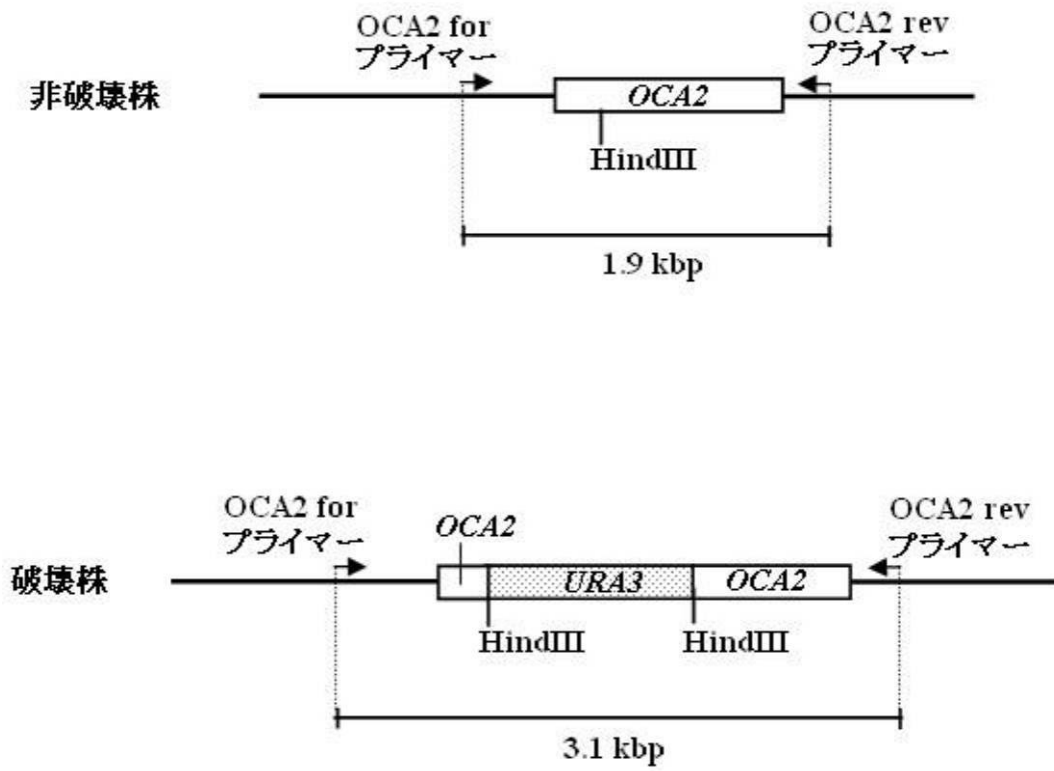 OCA2 for
プライマー
OCA2 rev
プライマー
非破壊株
OCA2
HindIII
1.9 kbp
OCA2 for
プライマー
OCA2
OCA2 rev
プライマー
破壊株
URA3
OCA2
HindIII
HindIII
3.1 kbp